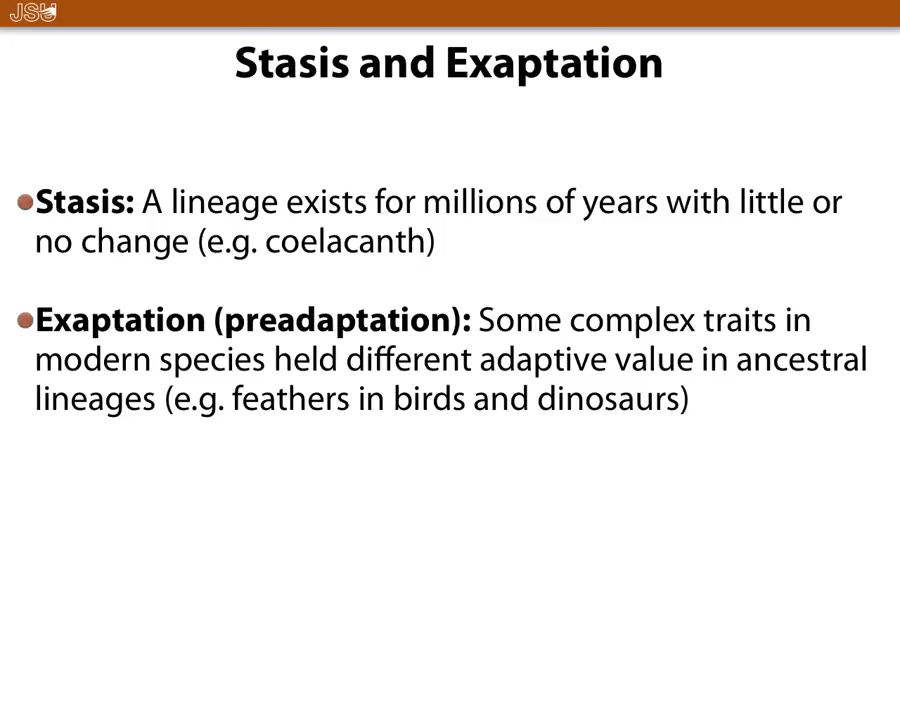 JSU
Stasis and Exaptation
Stasis: A lineage exists for millions of years with little or
no change (e.g. coelacanth)
Exaptation (preadaptation): Some complex traits in
modern species held different adaptive value in ancestral
lineages (e.g. feathers in birds and dinosaurs)